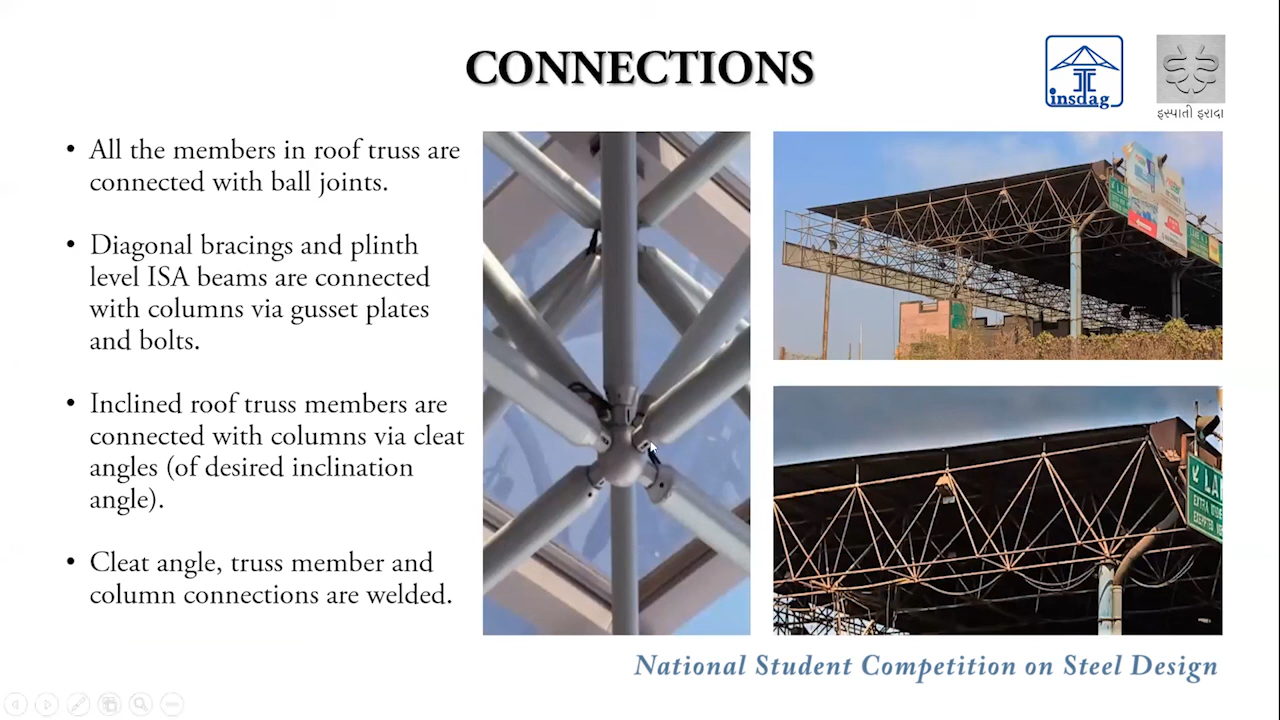 CONNECTIONS
insdag
इस्पाती इरादा
• All the members in roof truss are
connected with ball joints.
• Diagonal bracings and plinth
level ISA beams are connected
with columns via gusset plates
and bolts.
• Inclined roof truss members are
connected with columns via cleat
angles (of desired inclination
angle).
• Cleat angle, truss member and
column connections are welded.
LA
National Student Competition on Steel Design